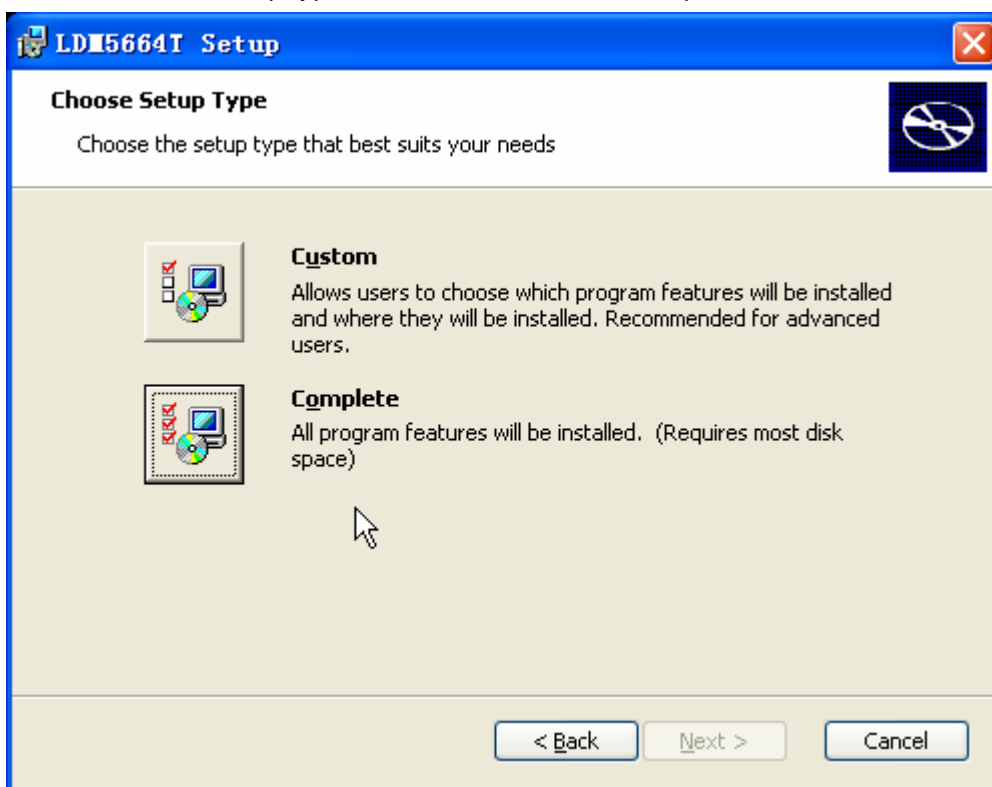 LDM5664T Setup
Choose Setup Type
Choose the setup type that best suits your needs
Custom
Allows users to choose which program features will be installed
and where they will be installed. Recommended for advanced
users.
Complete
All program features will be installed. (Requires most disk
space)
< Back Next > Cancel